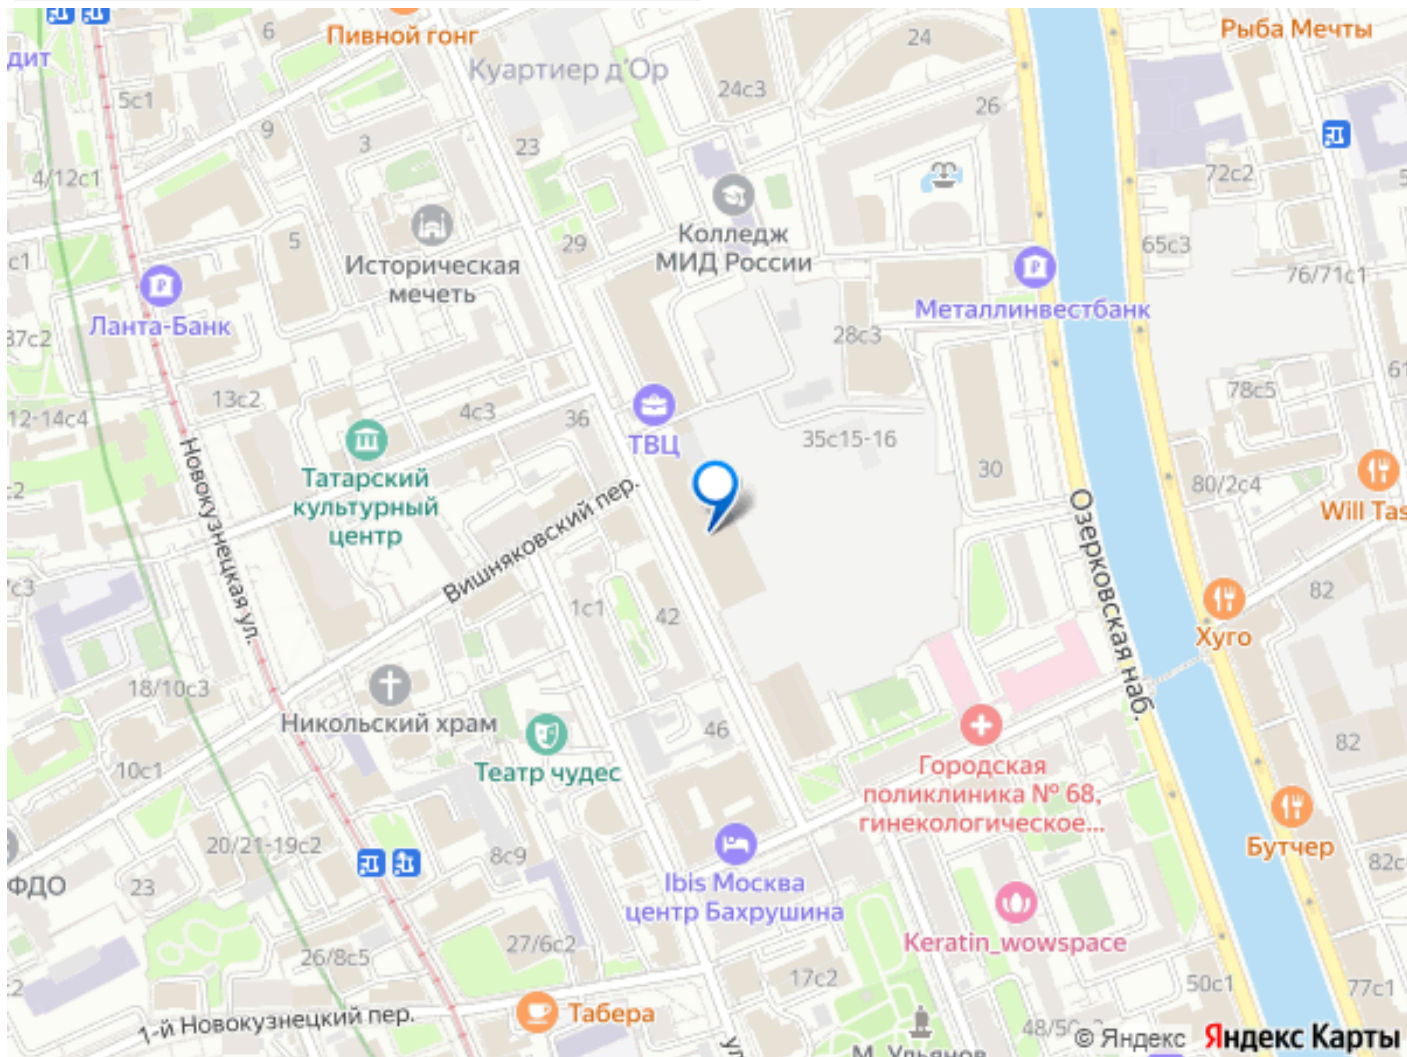 6
Пивной гонг
24
Рыба Мечты
дит
Куартиер д'Ор
5с1
24с3
26
9
3
23
4/12с1
72с2
5
29
Колледж
МИД России
65с3
с1
Историческая
мечеть
76/71с1
Ланта-Банк
Металлинвестбанк
37с2
28с3
13с2
4с3
36
78с5
61
12-14с4
ТВЦ
35с15-16
Татарский
культурный
центр
30
80/2с4
Will Tas
Новокузнецкая ул.
Вишняковский пер.
Озерковская наб.
7с3
1с1
42
82
Хуго
18/10с3
Никольский храм
46
82
10с1
Театр чудес
Городская
поликлиника № 68,
гинекологическое...
20/21-19с2
8с9
Бутчер
82с
ФДО
23
Ibis Москва
центр Бахрушина
Keratin_wowspace
26/8с5
27/6с2
17с2
50с1
77с1
1-й Новокузнецкий пер.
Табера
ул
М. Ульянов
© Яндекс Яндекс Карты